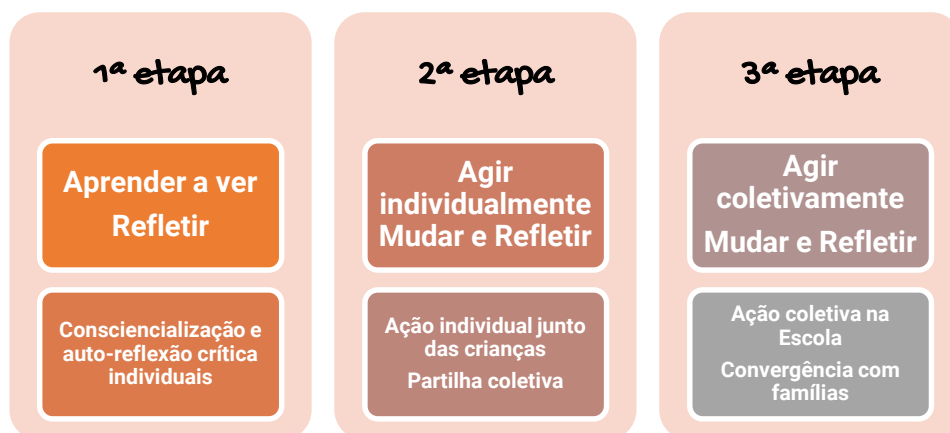 1ª etapa
Aprender a ver
Refletir
Consciencialização e
auto-reflexão crítica
individuais
2ª etapa
Agir
individualmente
Mudar e Refletir
Ação individual junto
das crianças
Partilha coletiva
3ª etapa
Agir
coletivamente
Mudar e Refletir
Ação coletiva na
Escola
Convergência com
famílias